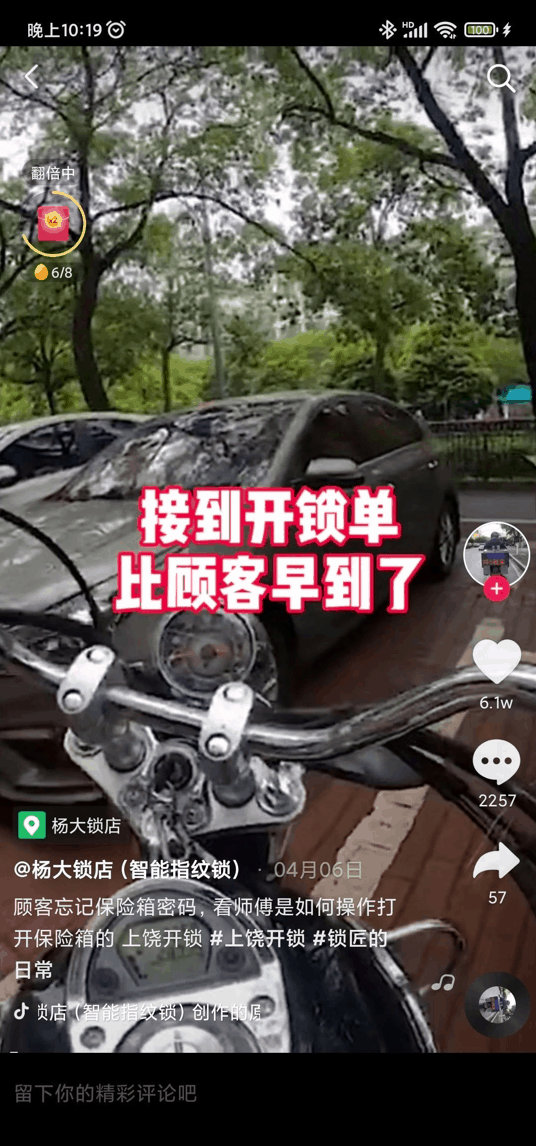 晚上10:19
HD
100
翻倍中
6/8
接到开锁单
比顾客早到了
6.1w
2257
57
杨大锁店
@杨大锁店（智能指纹锁） · 04月06日
顾客忘记保险箱密码，看师傅是如何操作打
开保险箱的 上饶开锁 #上饶开锁 #锁匠的
日常
锁店（智能指纹锁）创作的原
留下你的精彩评论吧